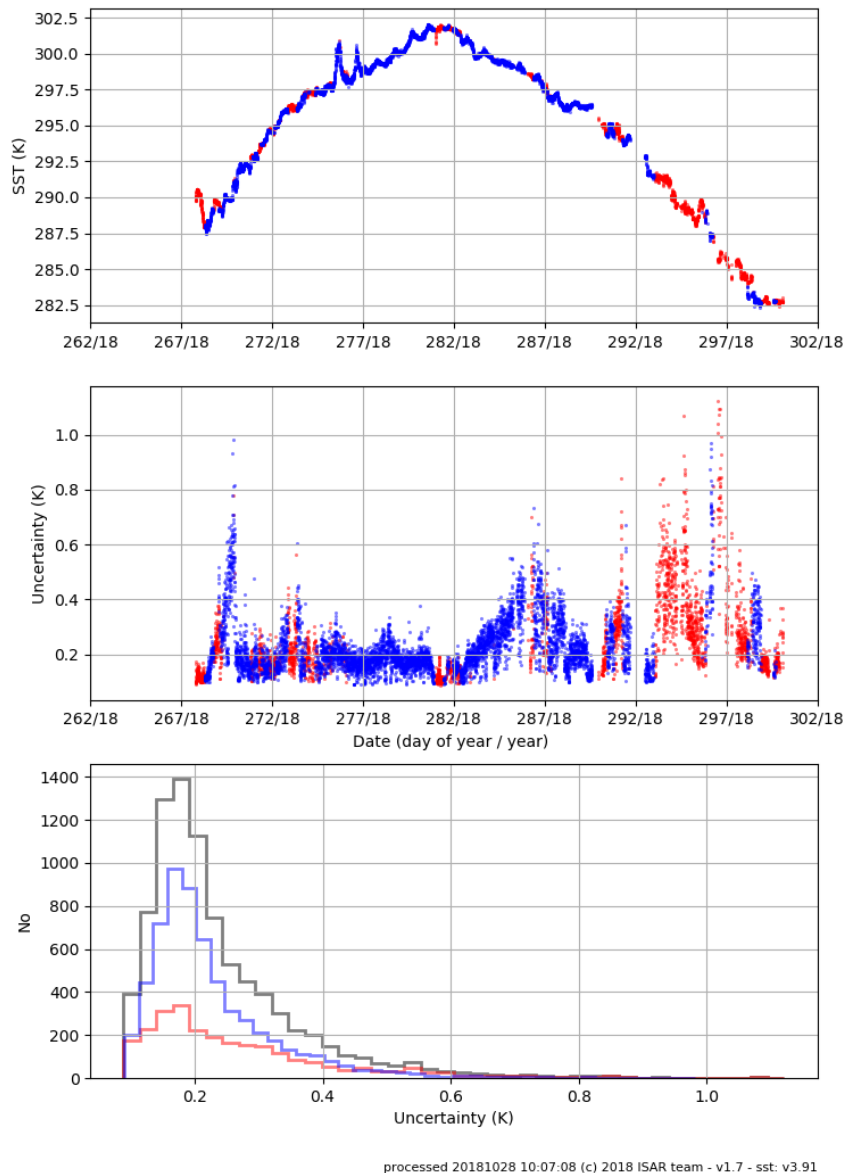 302.5
300.0
297.5
295.0
292.5
290.0
287.5
285.0
282.5
SST (K)
262/18 267/18 272/18 277/18 282/18 287/18 292/18 297/18 302/18
1.0
0.8
0.6
0.4
0.2
Uncertainty (K)
262/18 267/18 272/18 277/18 282/18 287/18 292/18 297/18 302/18
Date (day of year / year)
1400
1200
1000
800
600
400
200
0
No
0.2 0.4 0.6 0.8 1.0
Uncertainty (K)
processed 20181028 10:07:08 (c) 2018 ISAR team - v1.7 - sst: v3.91